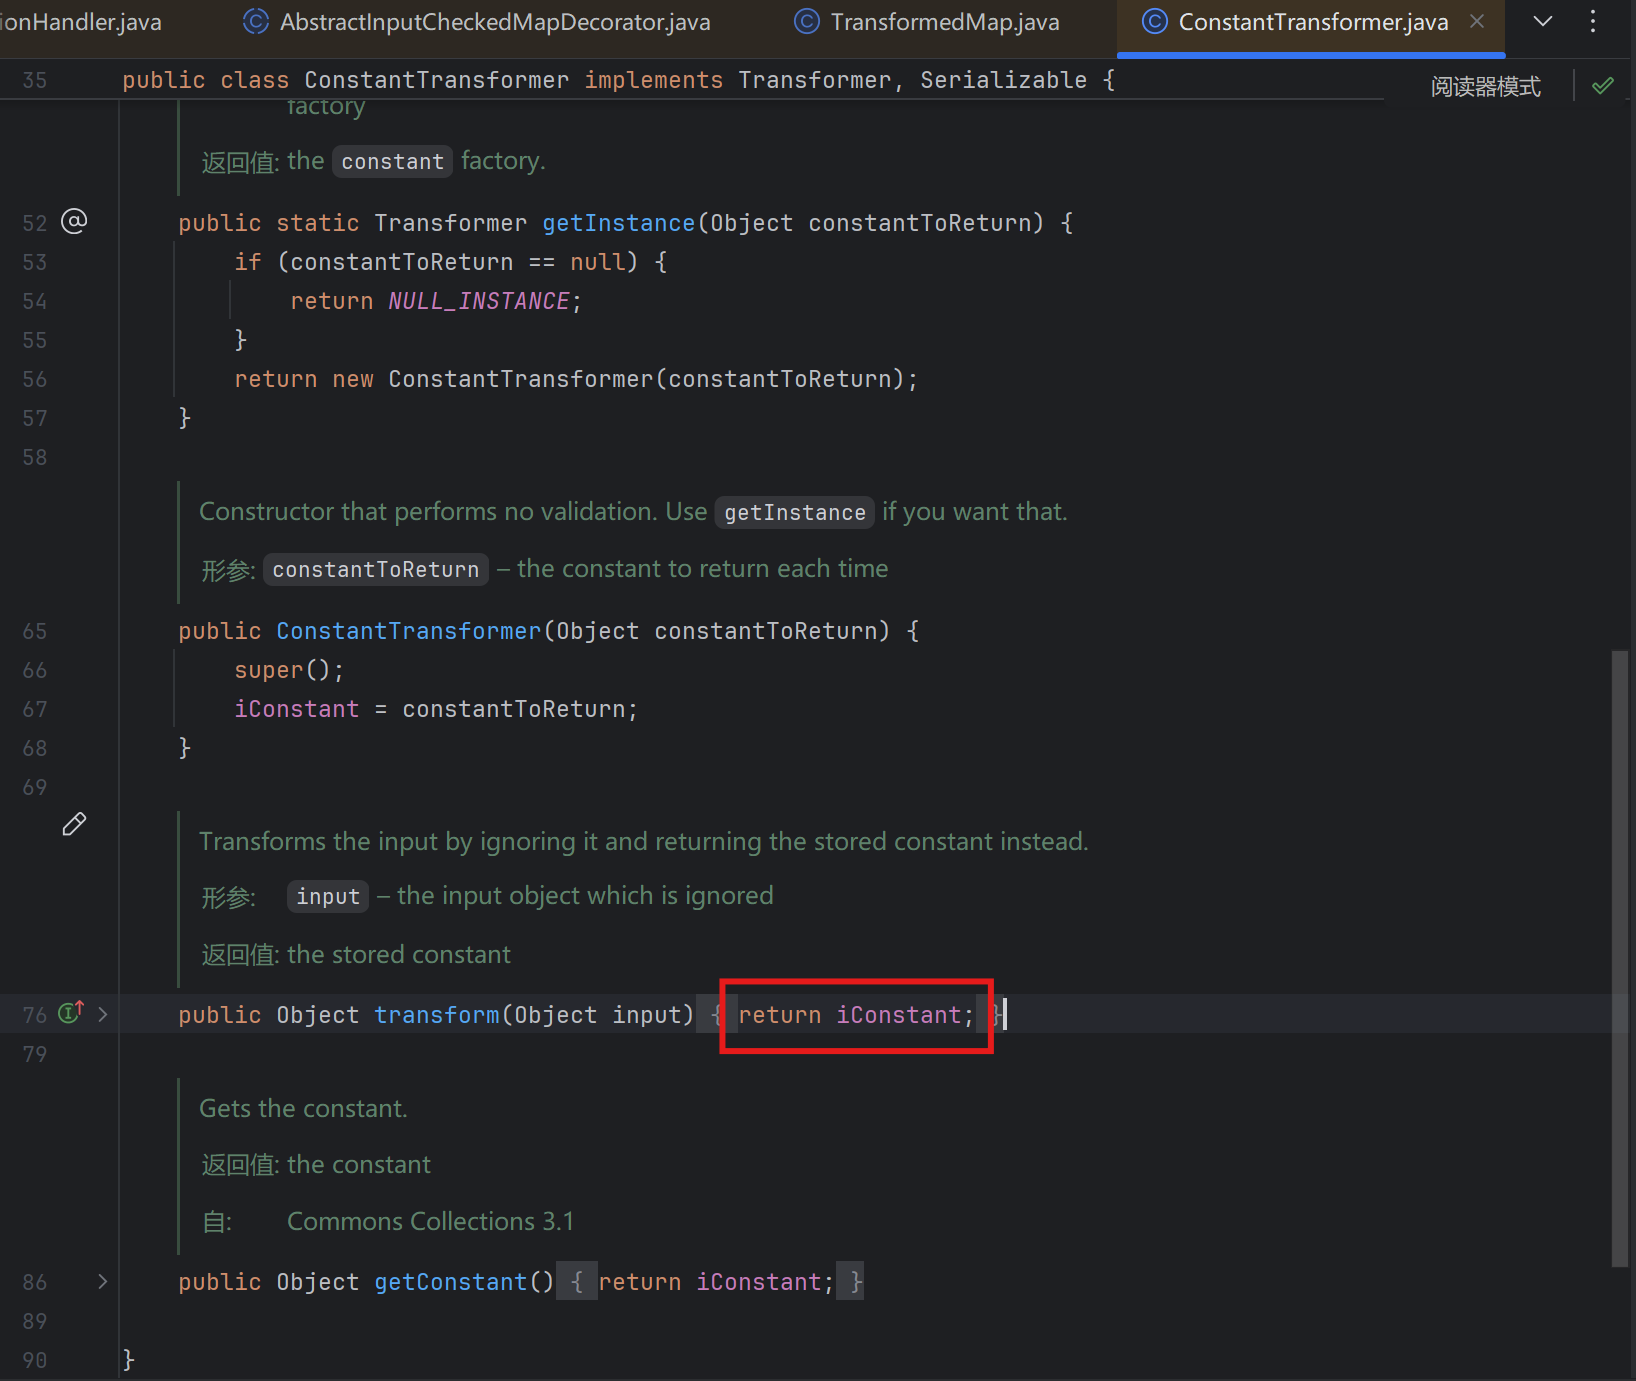 ionHandler.java AbstractInputCheckedMapDecorator.java TransformedMap.java ConstantTransformer.java
35 public class ConstantTransformer implements Transformer, Serializable {
阅读器模式
factory
返回值: the constant factory.
52 public static Transformer getInstance(Object constantToReturn) {
53 if (constantToReturn == null) {
54 return NULL_INSTANCE;
55 }
56 return new ConstantTransformer(constantToReturn);
57 }
58
Constructor that performs no validation. Use getInstance if you want that.
形参: constantToReturn – the constant to return each time
65 public ConstantTransformer(Object constantToReturn) {
66 super();
67 iConstant = constantToReturn;
68 }
69
Transforms the input by ignoring it and returning the stored constant instead.
形参: input – the input object which is ignored
返回值: the stored constant
76 public Object transform(Object input) { return iConstant; }
79
Gets the constant.
返回值: the constant
自: Commons Collections 3.1
86 public Object getConstant() { return iConstant; }
89
90 }